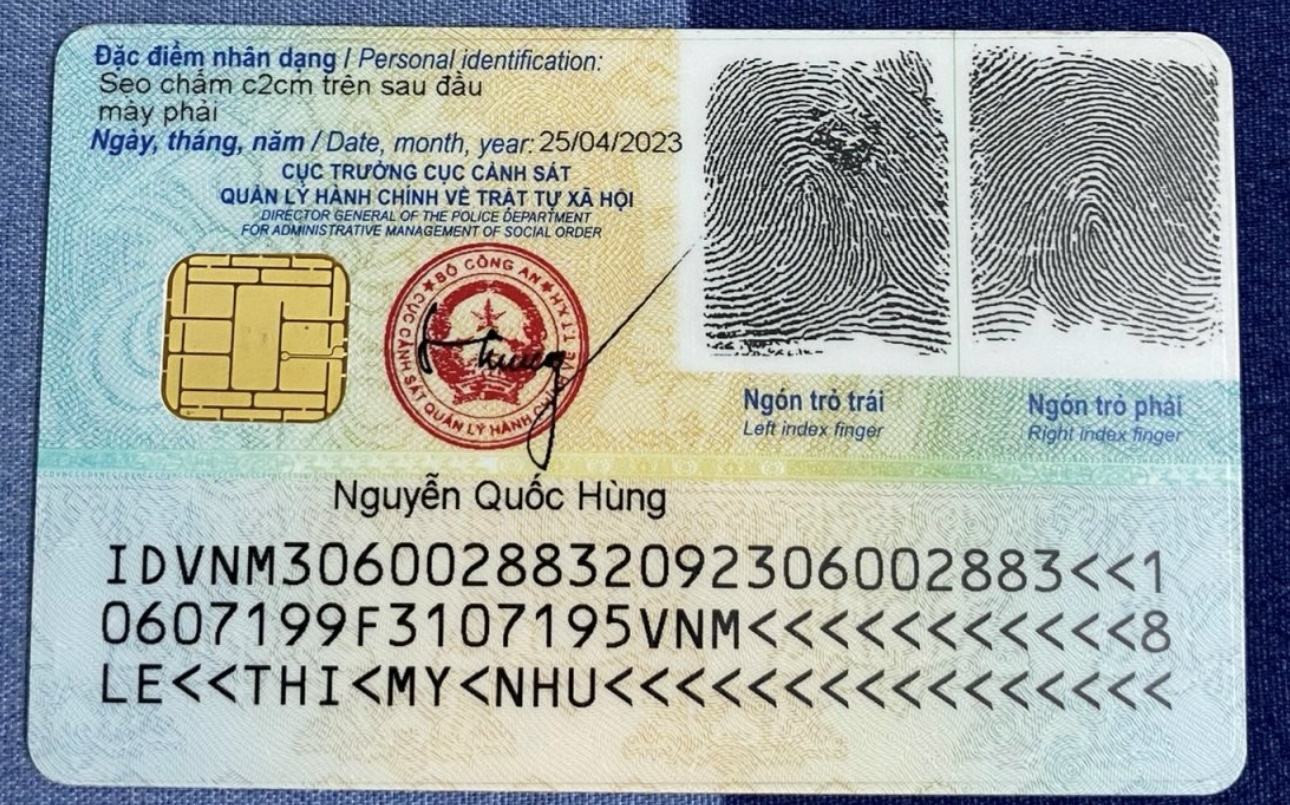 Đặc điểm nhân dạng / Personal identification:
Sẹo chấm c2cm trên sau đầu
mày phải
Ngày, tháng, năm / Date, month, year: 25/04/2023
CỤC TRƯỞNG CỤC CẢNH SÁT
QUẢN LÝ HÀNH CHÍNH VỀ TRẬT TỰ XÃ HỘI
DIRECTOR GENERAL OF THE POLICE DEPARTMENT
FOR ADMINISTRATIVE MANAGEMENT OF SOCIAL ORDER
BỘ CÔNG AN
CỤC CẢNH SÁT QUẢN LÝ HÀNH CHÍNH VỀ T.T.X.H
Ngón trỏ trái
Left index finger
Ngón trỏ phải
Right index finger
Nguyễn Quốc Hùng
IDVNM3060028832092306002883<<1
0607199F3107195VNM<<<<<<<<<<<8
LE<<THI<MY<NHU<<<<<<<<<<<<<<<<